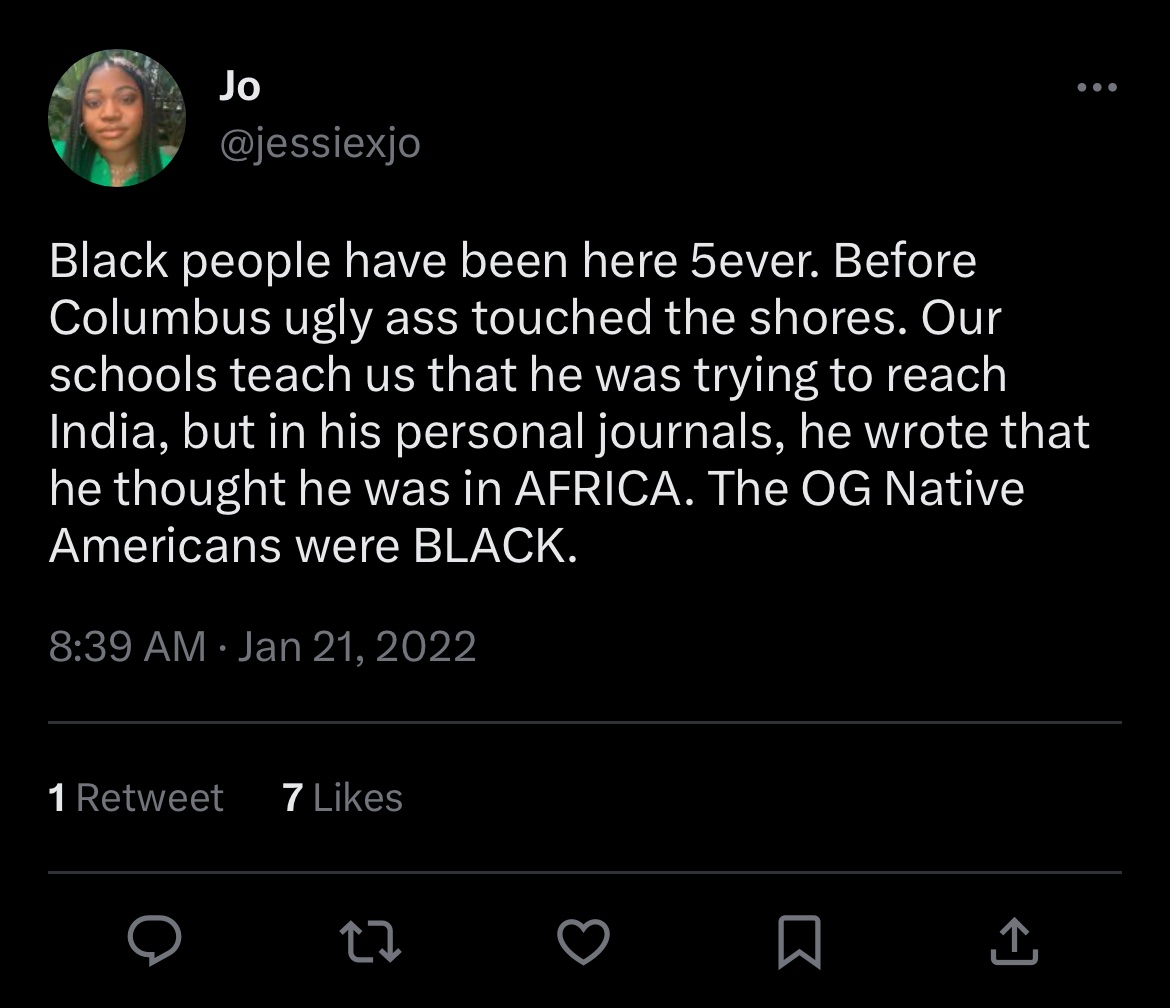 Jo
@jessiexjo
Black people have been here 5ever. Before
Columbus ugly ass touched the shores. Our
schools teach us that he was trying to reach
India, but in his personal journals, he wrote that
he thought he was in AFRICA. The OG Native
Americans were BLACK.
8:39 AM · Jan 21, 2022
1 Retweet 7 Likes